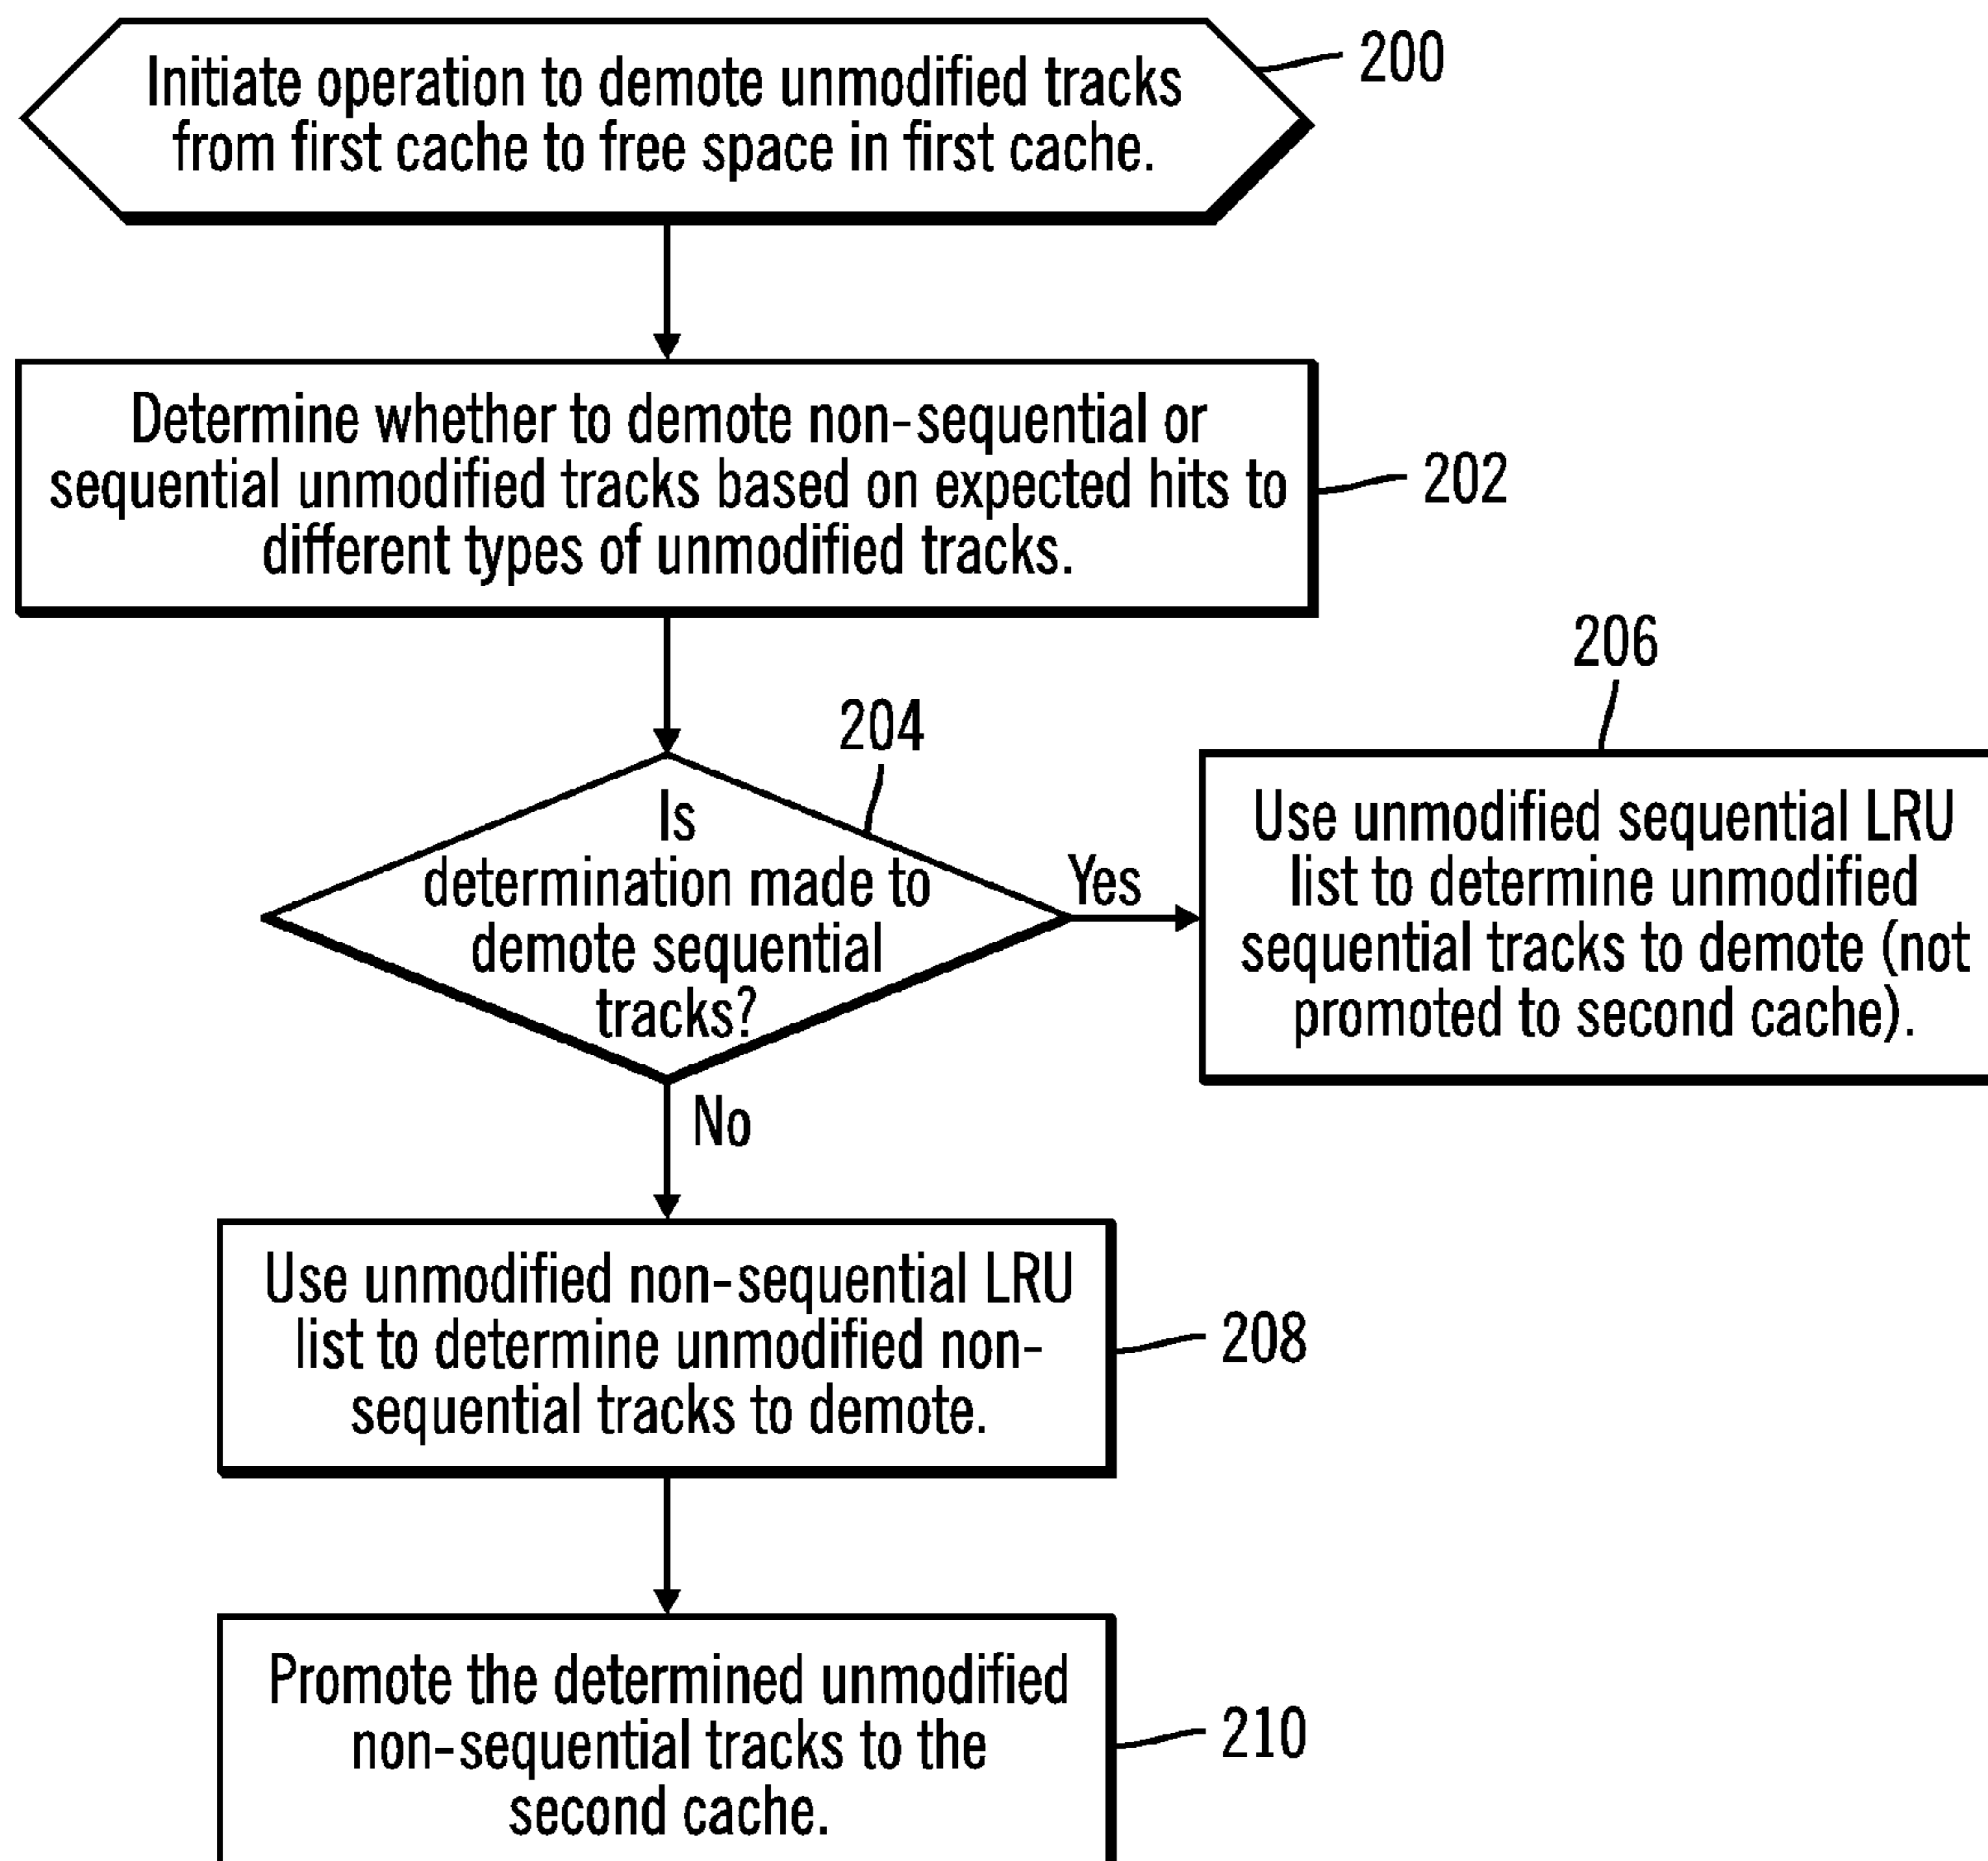 Initiate operation to demote unmodified tracks
from first cache to free space in first cache.
200
Determine whether to demote non-sequential or
sequential unmodified tracks based on expected hits to
different types of unmodified tracks.
202
204
Is
determination made to
demote sequential
tracks?
Yes
206
Use unmodified sequential LRU
list to determine unmodified
sequential tracks to demote (not
promoted to second cache).
No
Use unmodified non-sequential LRU
list to determine unmodified non-
sequential tracks to demote.
208
Promote the determined unmodified
non-sequential tracks to the
second cache.
210